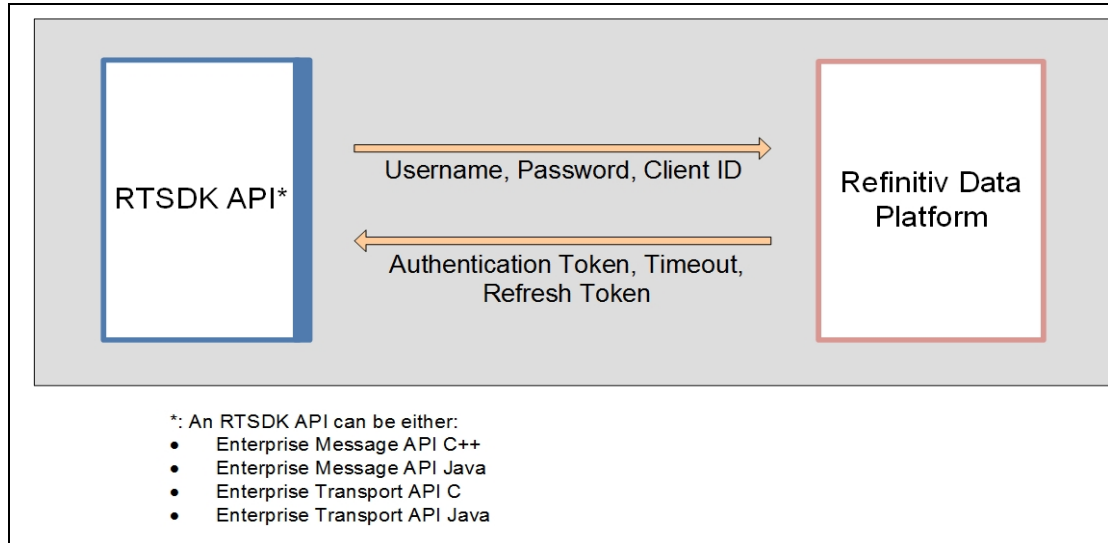 RTSDK API*
Username, Password, Client ID
Authentication Token, Timeout,
Refresh Token
Refinitiv Data
Platform
*: An RTSDK API can be either:
• Enterprise Message API C++
• Enterprise Message API Java
• Enterprise Transport API C
• Enterprise Transport API Java